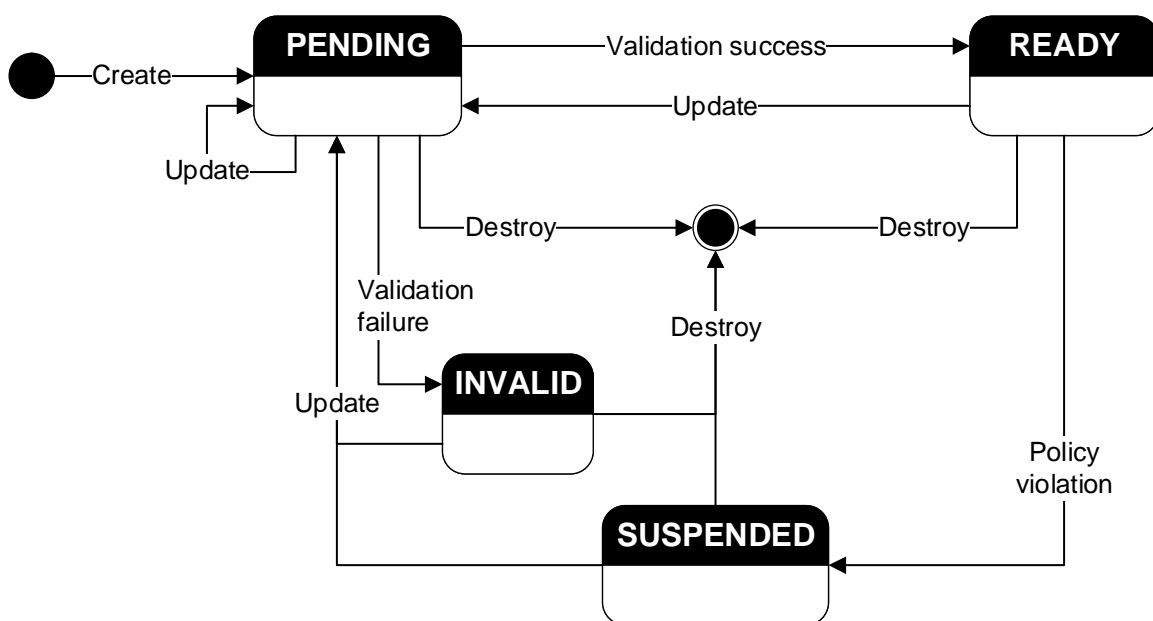 PENDING
Validation success
READY
Create
Update
Update
Destroy
Destroy
Validation
failure
Destroy
INVALID
Update
Policy
violation
SUSPENDED